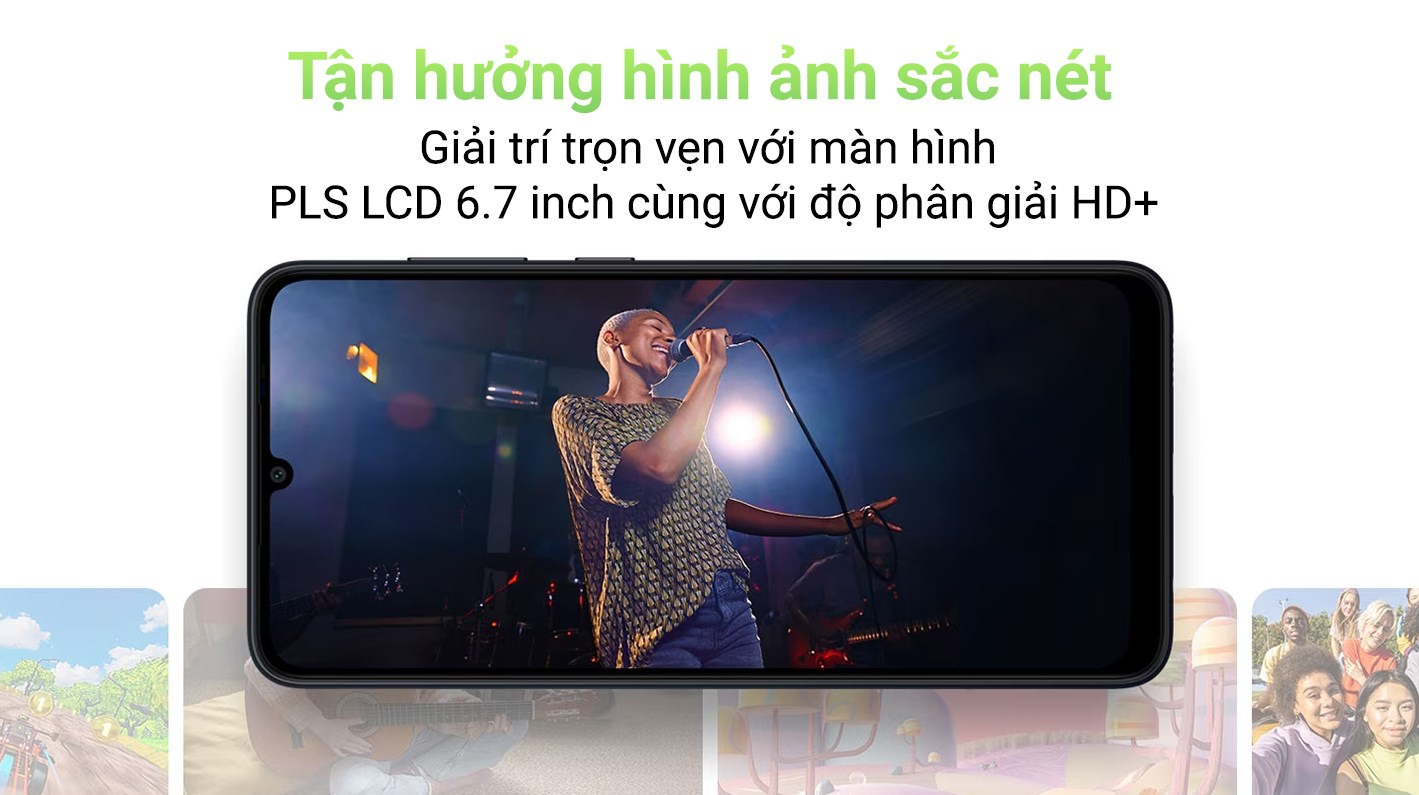 Tận hưởng hình ảnh sắc nét
Giải trí trọn vẹn với màn hình
PLS LCD 6.7 inch cùng với độ phân giải HD+